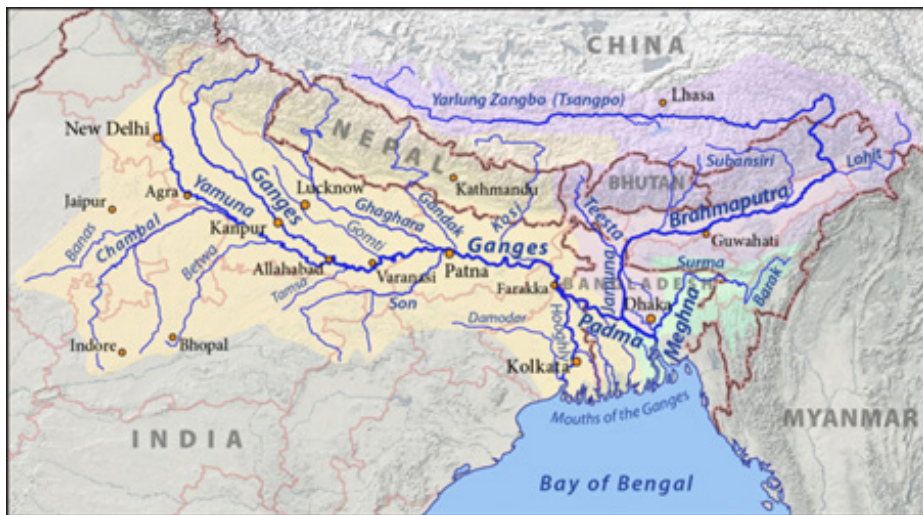 CHINA
Yarlung Zangbo (Tsangpo)
Lhasa
New Delhi
NEPAL
Subansiri
Lohit
BHUTAN
Kathmandu
Jaipur
Agra
Yamuna
Ganges
Lucknow
Ghaghara
Gandak
Kosi
Teesta
Brahmaputra
Guwahati
Banas
Chambal
Kanpur
Gomti
Betwa
Allahabad
Varanasi
Patna
Ganges
Surma
Tamsa
Son
Farakka
BANGLADESH
Jamuna
Barak
Dhaka
Damodar
Hooghly
Padma
Meghna
Indore
Bhopal
Kolkata
Mouths of the Ganges
INDIA
MYANMAR
Bay of Bengal